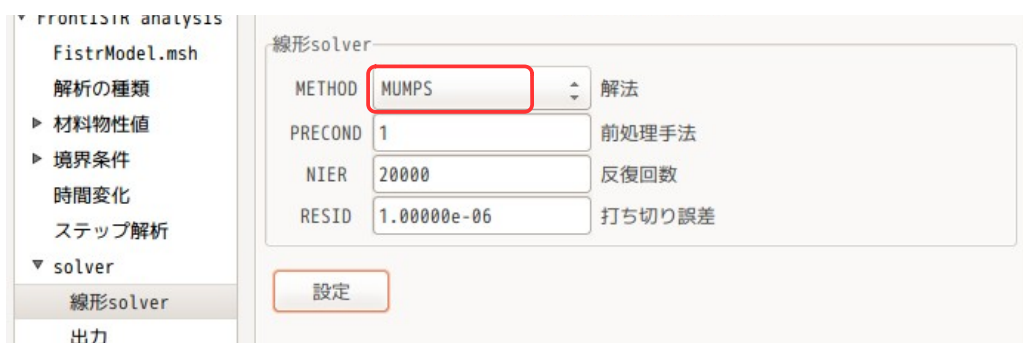 FrontISTR analysis
FistrModel.msh
解析の種類
材料物性値
境界条件
時間変化
ステップ解析
solver
線形solver
出力
線形solver
METHOD MUMPS 解法
PRECOND 1 前処理手法
NIER 20000 反復回数
RESID 1.00000e-06 打ち切り誤差
設定